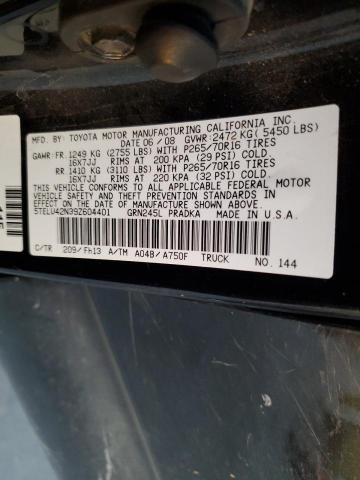 MFD. BY: TOYOTA MOTOR MANUFACTURING CALIFORNIA INC.
DATE 06 / 08 GVWR 2472 KG ( 5450 LBS)
GAWR: FR. 1249 KG (2755 LBS) WITH P265/70R16 TIRES
16X7JJ RIMS AT 200 KPA (29 PSI) COLD.
RR 1410 KG (3110 LBS) WITH P265/70R16 TIRES
16X7JJ RIMS AT 220 KPA (32 PSI) COLD.
THIS VEHICLE CONFORMS TO ALL APPLICABLE FEDERAL MOTOR
VEHICLE SAFETY AND THEFT PREVENTION STANDARDS IN
EFFECT ON THE DATE OF MANUFACTURE SHOWN ABOVE.
5TELU42N39Z604401 GRN245L PRADKA MADE IN U.S.A.
C/TR 209/ Fh13 A/TM A04B/ A750F TRUCK NO. 144